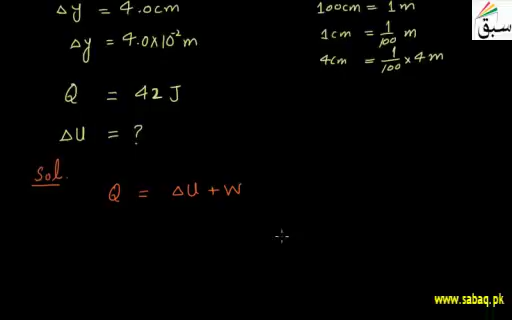 Δy = 4.0cm
Δy = 4.0×10⁻² m
Q = 42 J
ΔU = ?
Sol.
Q = ΔU + W
100cm = 1m
1cm = 1/100 m
4cm = 1/100 × 4 m
سبق
www.sabaq.pk